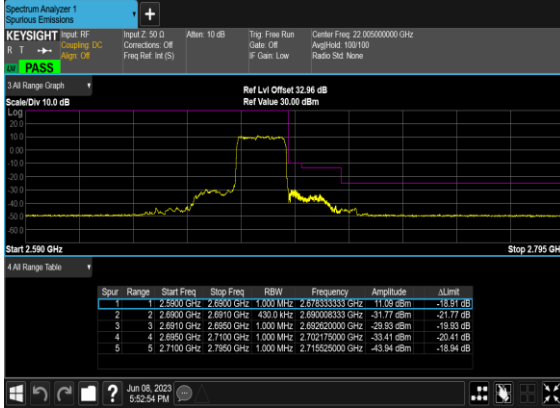 Spectrum Analyzer 1
Spurious Emissions
+
KEYSIGHT Input: RF Input Z: 50 Ω Atten: 10 dB Trig: Free Run Center Freq: 22.005000000 GHz
R T Coupling: DC Corrections: Off Gate: Off Avg|Hold: 100/100
Align: Off Freq Ref: Int (S) IF Gain: Low Radio Std: None
PASS
3.All Range Graph
Ref Lvl Offset 32.96 dB
Scale/Div 10.0 dB Ref Value 30.00 dBm
Log
20.0
10.0
0.00
-10.0
-20.0
-30.0
-40.0
-50.0
-60.0
Start 2.590 GHz Stop 2.795 GH
4.All Range Table
Spur Range Start Freq Stop Freq RBW Frequency Amplitude ΔLimit
1 1 2.5900 GHz 2.6900 GHz 1.000 MHz 2.678333333 GHz 11.09 dBm -18.91 dB
2 2 2.6900 GHz 2.6910 GHz 430.0 kHz 2.690008333 GHz -31.77 dBm -21.77 dB
3 3 2.6910 GHz 2.6950 GHz 1.000 MHz 2.692620000 GHz -29.93 dBm -19.93 dB
4 4 2.6950 GHz 2.7100 GHz 1.000 MHz 2.702175000 GHz -33.41 dBm -20.41 dB
5 5 2.7100 GHz 2.7950 GHz 1.000 MHz 2.715525000 GHz -43.94 dBm -18.94 dB
? Jun 08, 2023
5:52:54 PM